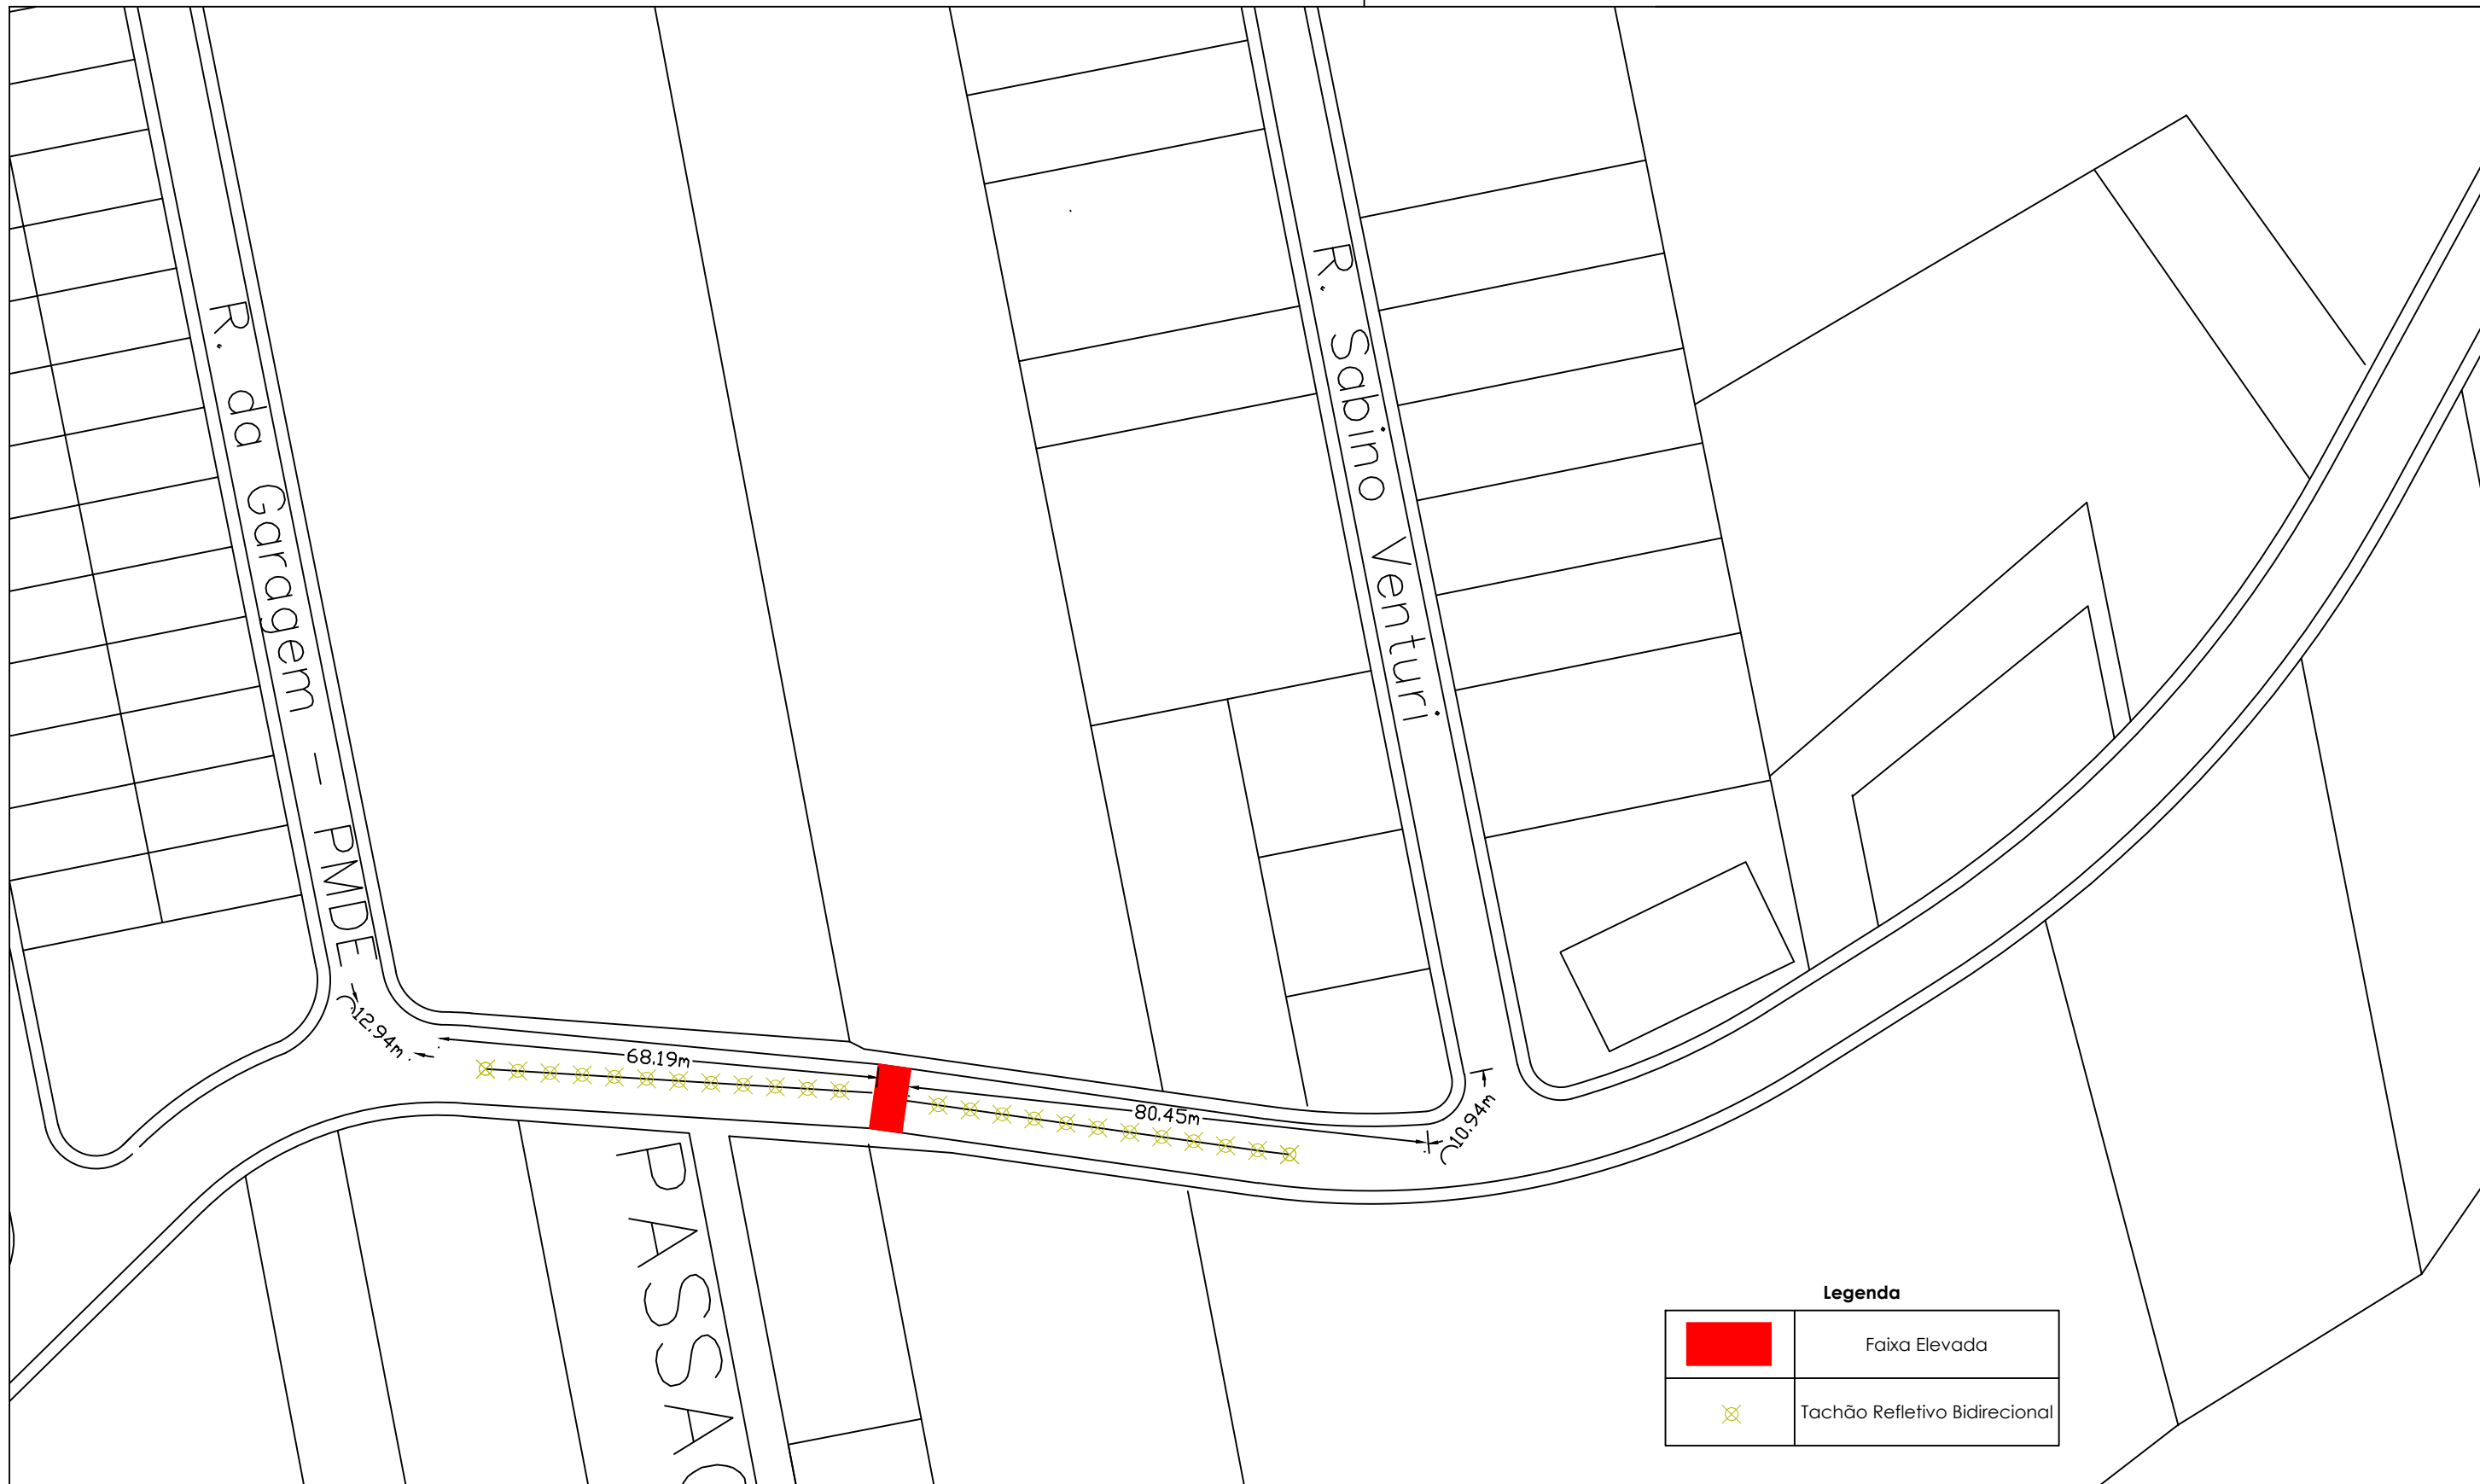 R. da Garagem - PMDE
R. Sabino Venturi
12.94m
68.19m
80.45m
10.94m
Legenda
Faixa Elevada
Tachão Refletivo Bidirecional